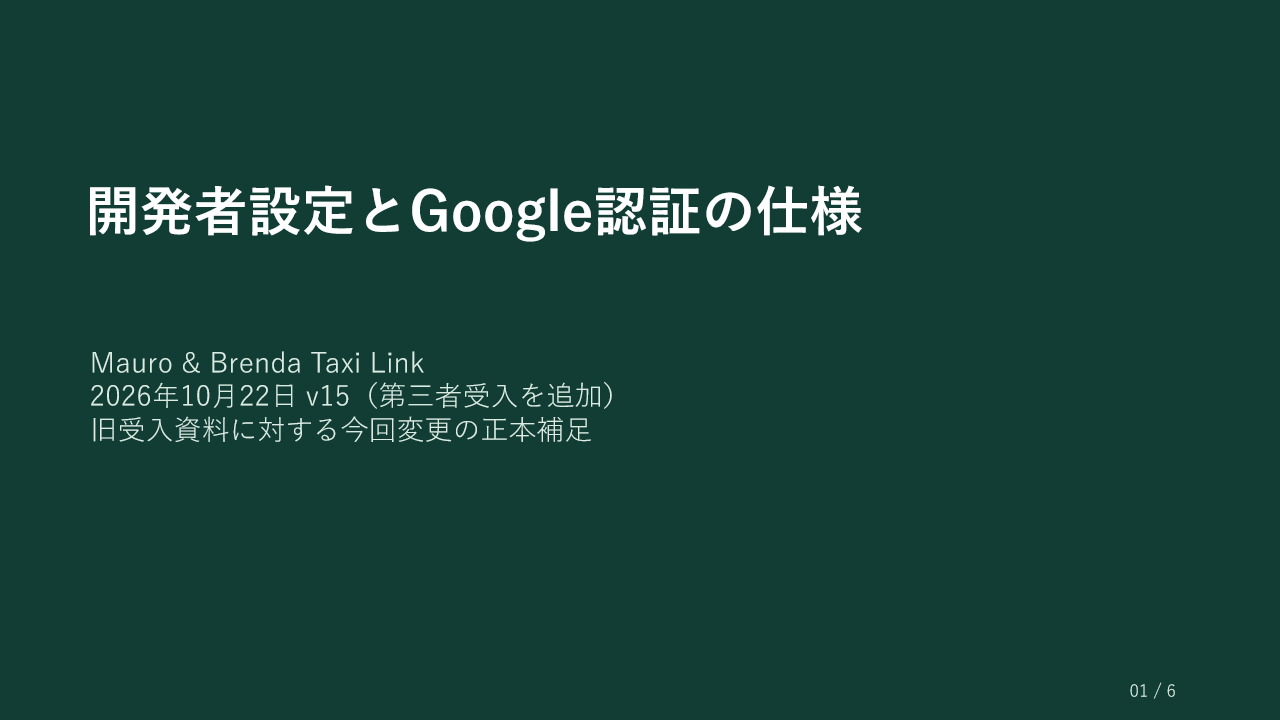 開発者設定とGoogle認証の仕様
Mauro & Brenda Taxi Link
2026年10月22日 v15（第三者受入を追加）
旧受入資料に対する今回変更の正本補足
01 / 6